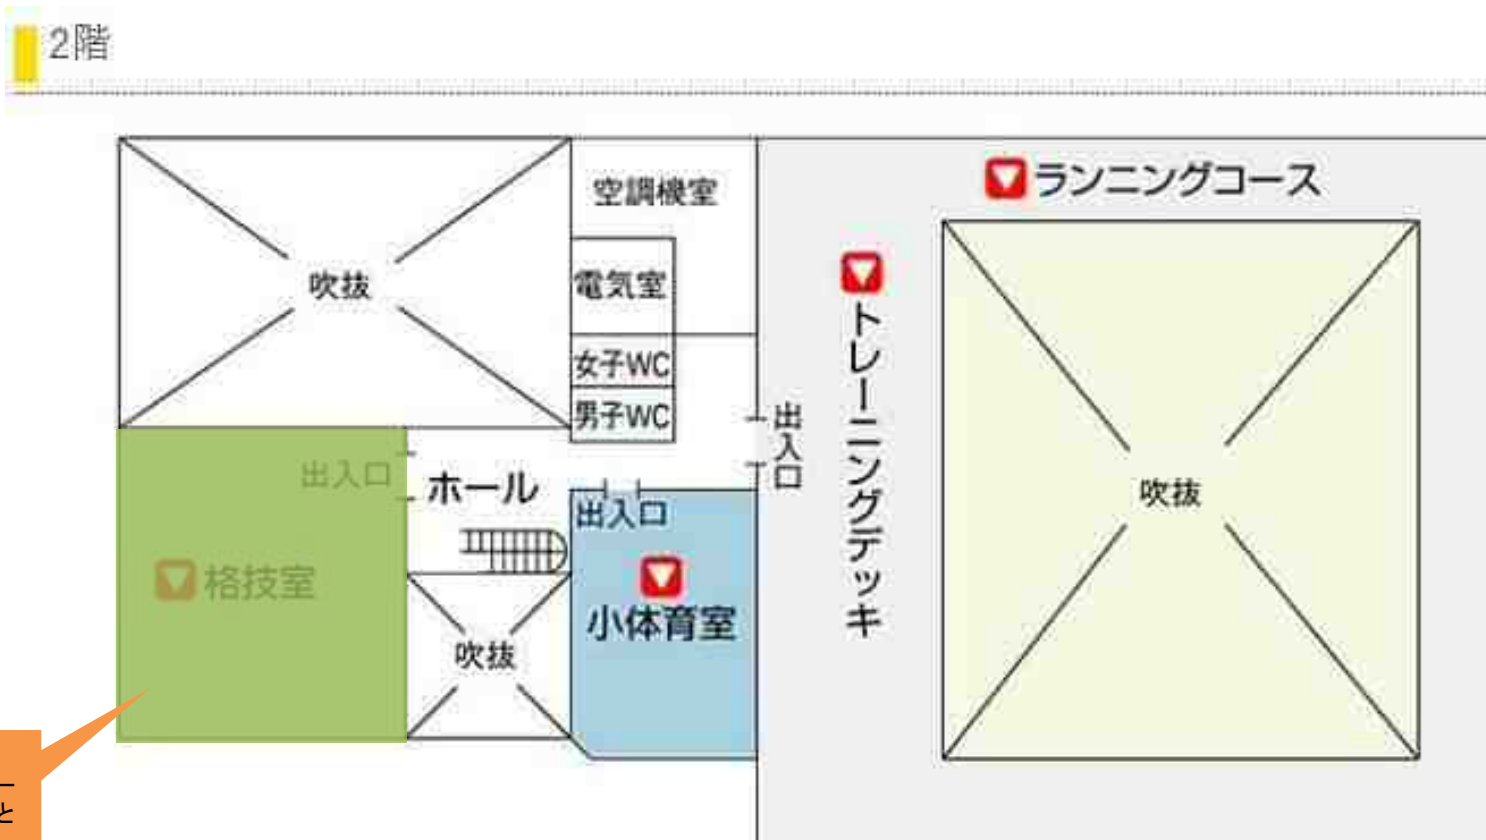 2階
ランニングコース
空調機室
吹抜
電気室
トレーニングデッキ
女子WC
男子WC
出入口
出入口
ホール
吹抜
出入口
格技室
小体育室
吹抜
ー
と